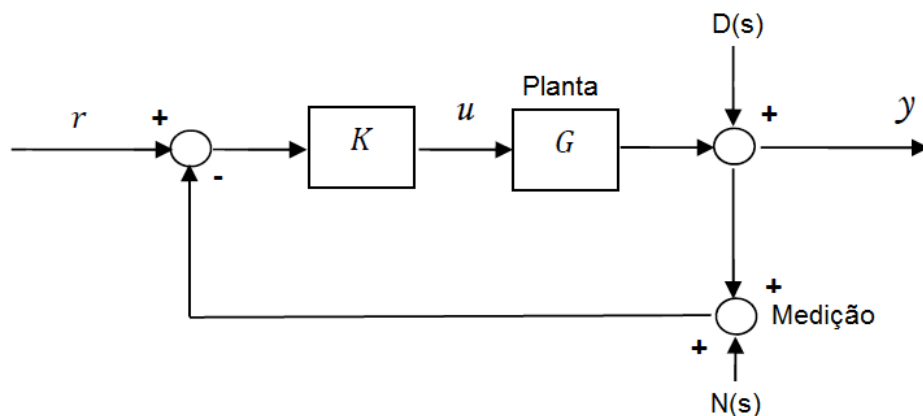 D(s)
Planta
r
+
K
u
G
+
y
-
+
Medição
+
N(s)